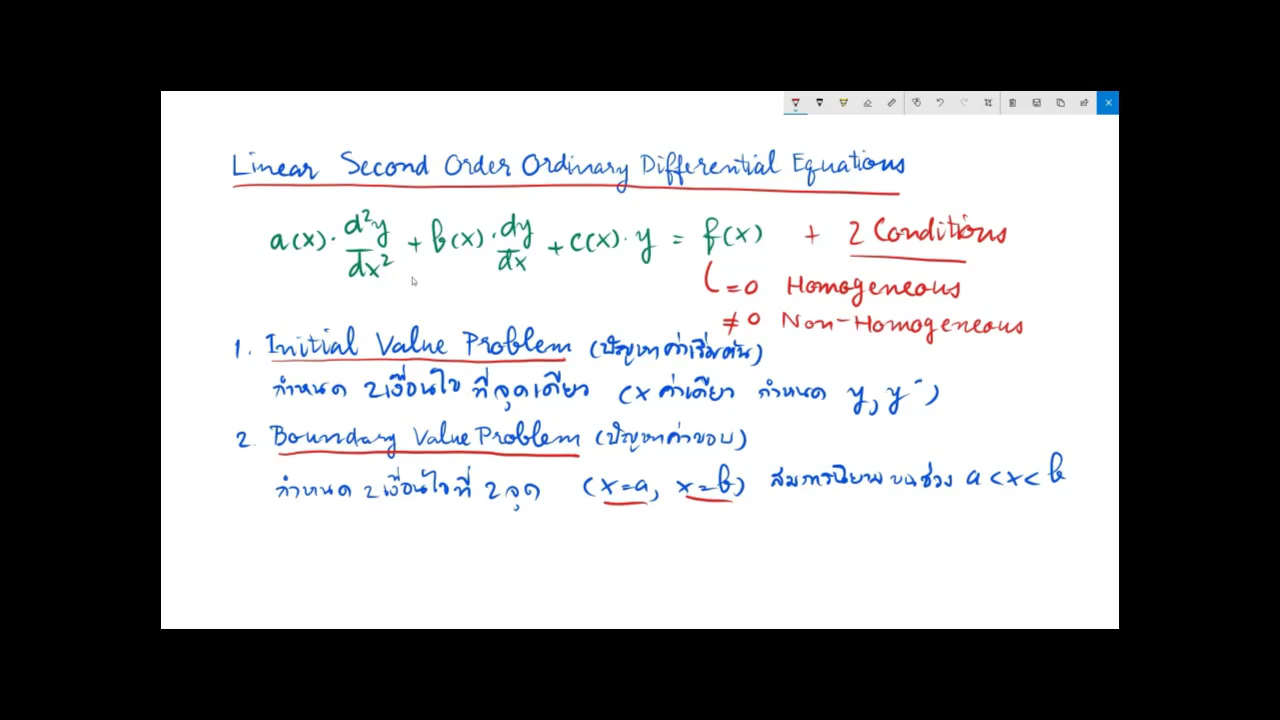 Linear Second Order Ordinary Differential Equations
a(x)·d²y/dx² + b(x)·dy/dx + c(x)·y = f(x) + 2 Conditions
=0 Homogeneous
≠0 Non-Homogeneous
1. Initial Value Problem (ปัญหาค่าเริ่มต้น)
กำหนด 2 เงื่อนไข ที่จุดเดียว (x ค่าเดียว กำหนด y, y′)
2. Boundary Value Problem (ปัญหาค่าขอบ)
กำหนด 2 เงื่อนไขที่ 2 จุด (x=a, x=b) สมการนิยามบนช่วง a<x<b